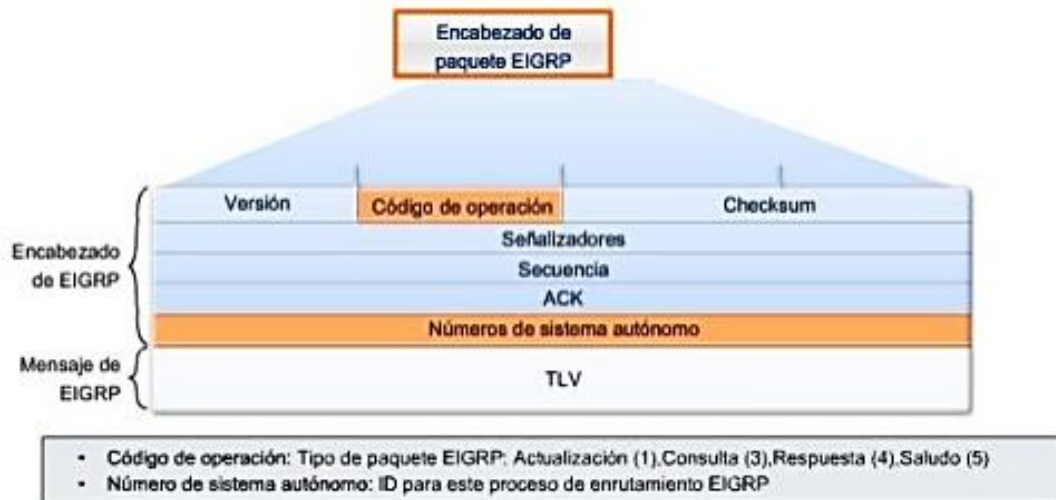 Encabezado de
paquete EIGRP
Versión Código de operación Checksum
Señalizadores
Encabezado
de EIGRP
Secuencia
ACK
Números de sistema autónomo
Mensaje de
EIGRP
TLV
• Código de operación: Tipo de paquete EIGRP: Actualización (1),Consulta (3),Respuesta (4),Saludo (5)
• Número de sistema autónomo: ID para este proceso de enrutamiento EIGRP